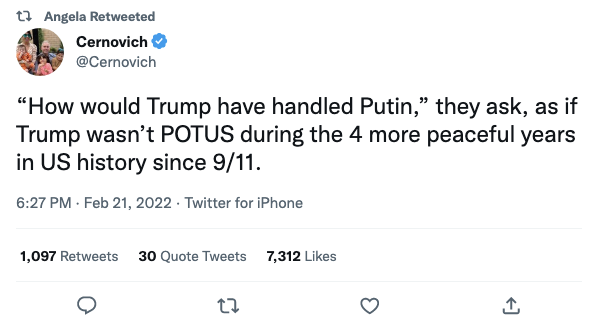 Angela Retweeted
Cernovich
@Cernovich
“How would Trump have handled Putin,” they ask, as if
Trump wasn’t POTUS during the 4 more peaceful years
in US history since 9/11.
6:27 PM · Feb 21, 2022 · Twitter for iPhone
1,097 Retweets 30 Quote Tweets 7,312 Likes